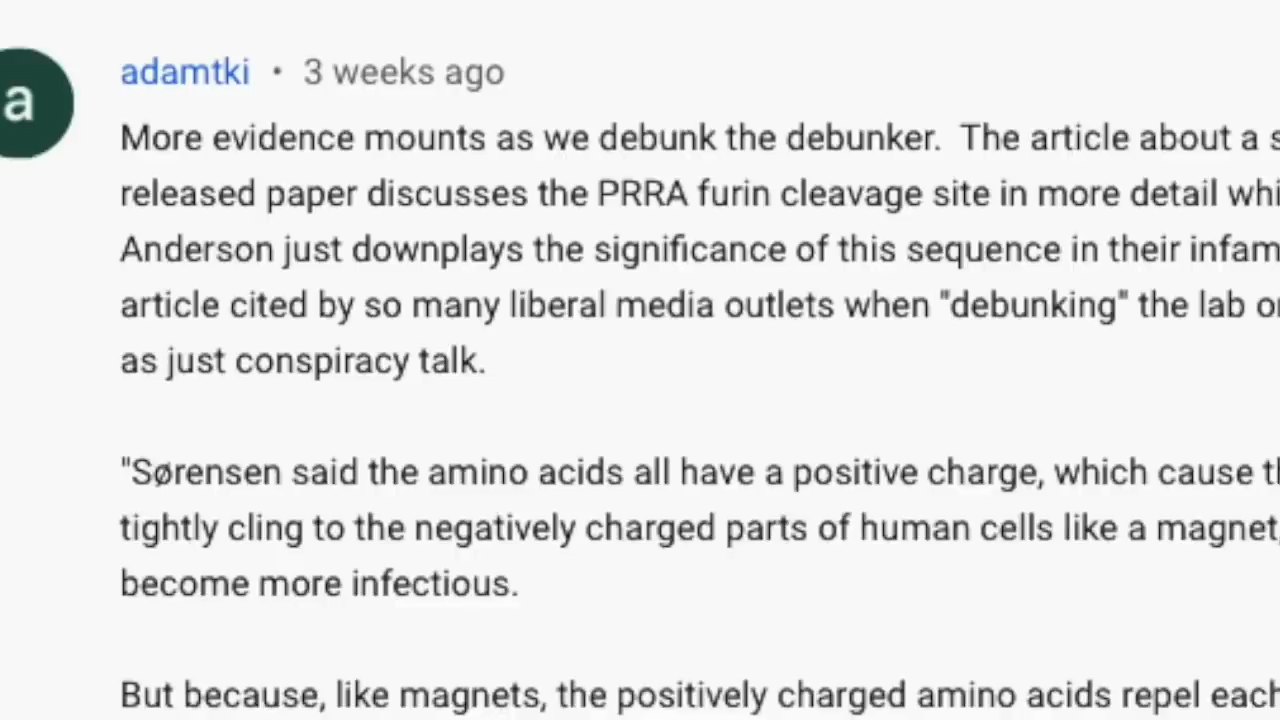 a
adamtki • 3 weeks ago
More evidence mounts as we debunk the debunker.  The article about a
released paper discusses the PRRA furin cleavage site in more detail
Anderson just downplays the significance of this sequence in their
article cited by so many liberal media outlets when "debunking" the lab
as just conspiracy talk.
"Sørensen said the amino acids all have a positive charge, which cause
tightly cling to the negatively charged parts of human cells like a magnet,
become more infectious.
But because, like magnets, the positively charged amino acids repel each